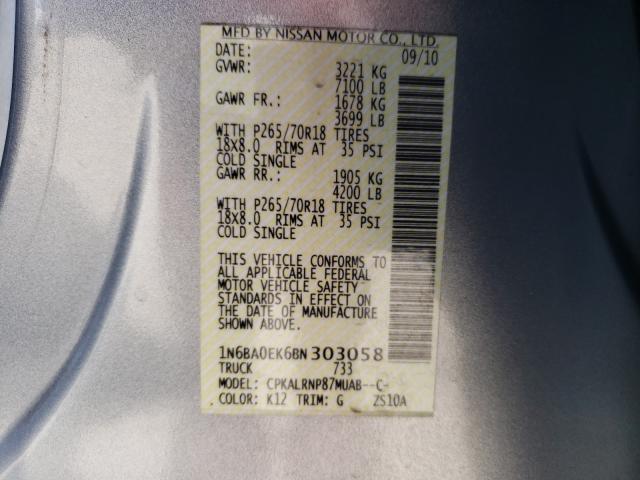 MFD BY NISSAN MOTOR CO., LTD.
DATE: 09/10
GVWR: 3221 KG
7100 LB
GAWR FR.: 1678 KG
3699 LB
WITH P265/70R18 TIRES
18X8.0 RIMS AT 35 PSI
COLD SINGLE
GAWR RR.: 1905 KG
4200 LB
WITH P265/70R18 TIRES
18X8.0 RIMS AT 35 PSI
COLD SINGLE
THIS VEHICLE CONFORMS TO
ALL APPLICABLE FEDERAL
MOTOR VEHICLE SAFETY
STANDARDS IN EFFECT ON
THE DATE OF MANUFACTURE
SHOWN ABOVE.
1N6BA0EK6BN303058
TRUCK 733
MODEL: CPKALRNP87MUAB--C-
COLOR: K12 TRIM: G ZS10A